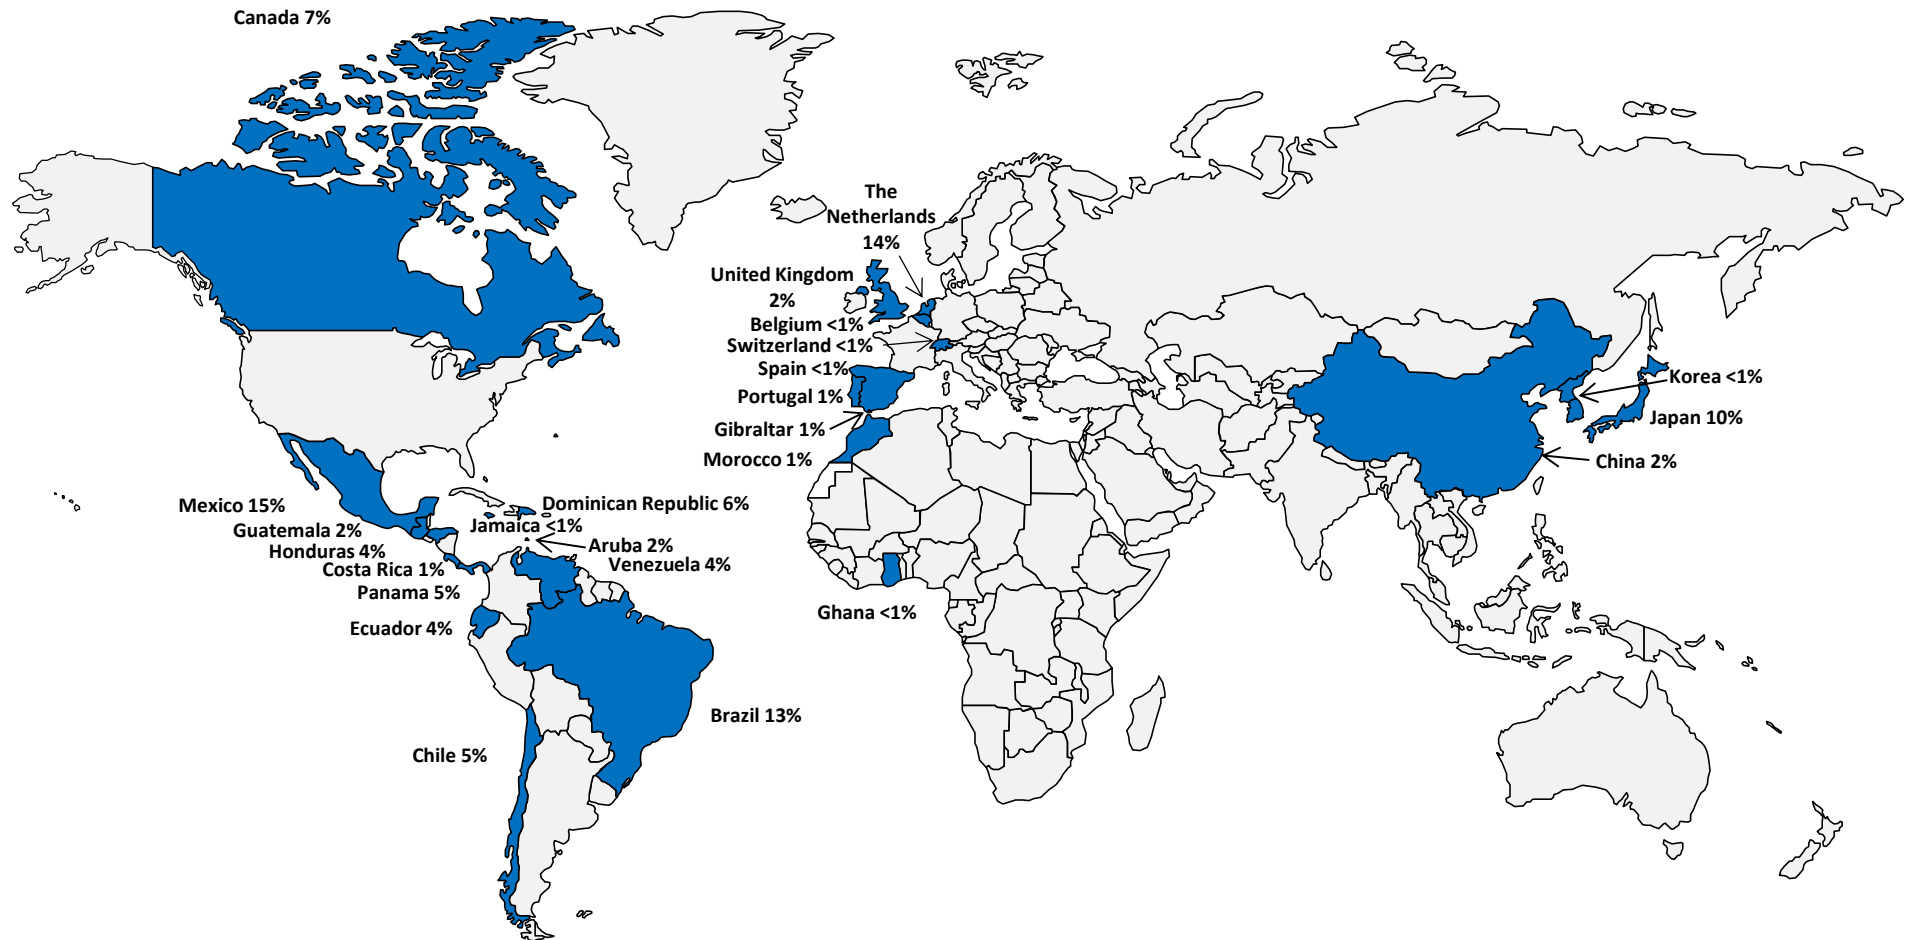 Canada 7%
The
Netherlands
14%
United Kingdom
2%
Belgium <1%
Switzerland <1%
Spain <1%
Portugal 1%
Gibraltar 1%
Morocco 1%
Korea <1%
Japan 10%
China 2%
Mexico 15%
Guatemala 2%
Honduras 4%
Costa Rica 1%
Panama 5%
Ecuador 4%
Dominican Republic 6%
Jamaica <1%
Aruba 2%
Venezuela 4%
Ghana <1%
Brazil 13%
Chile 5%